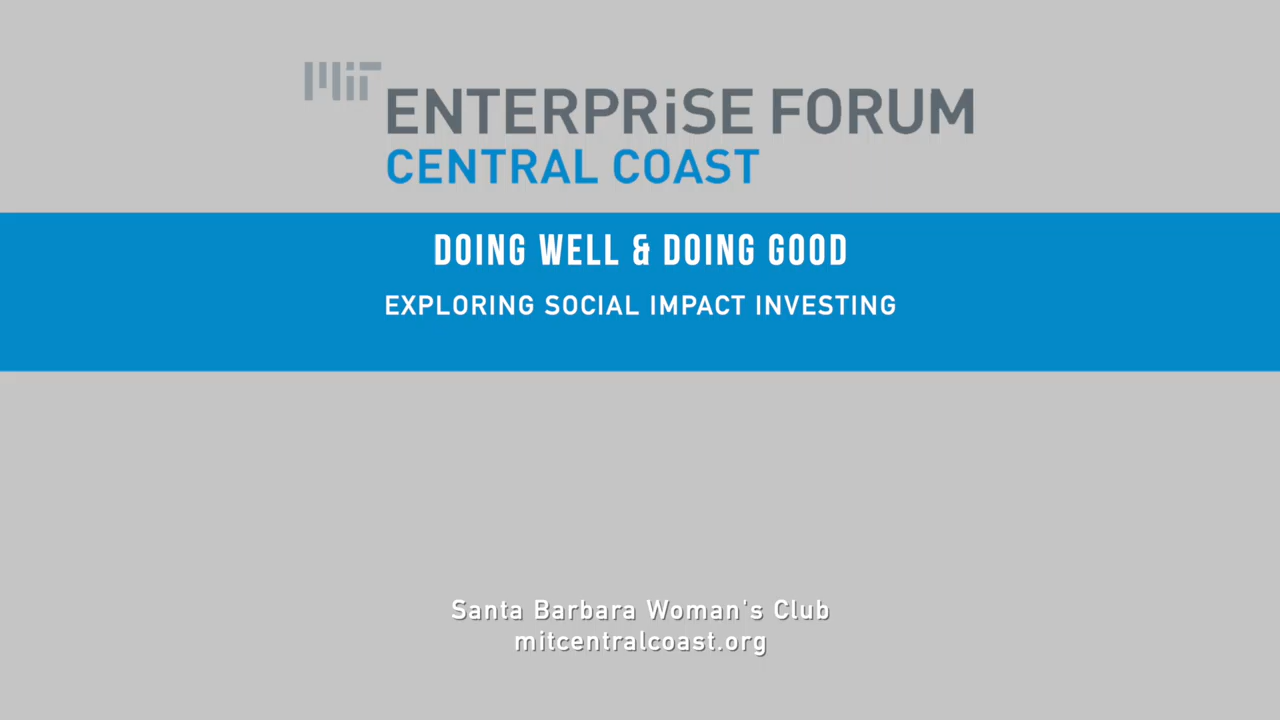 MIT
ENTERPRiSE FORUM
CENTRAL COAST
DOING WELL & DOING GOOD
EXPLORING SOCIAL IMPACT INVESTING
Santa Barbara Woman's Club
mitcentralcoast.org